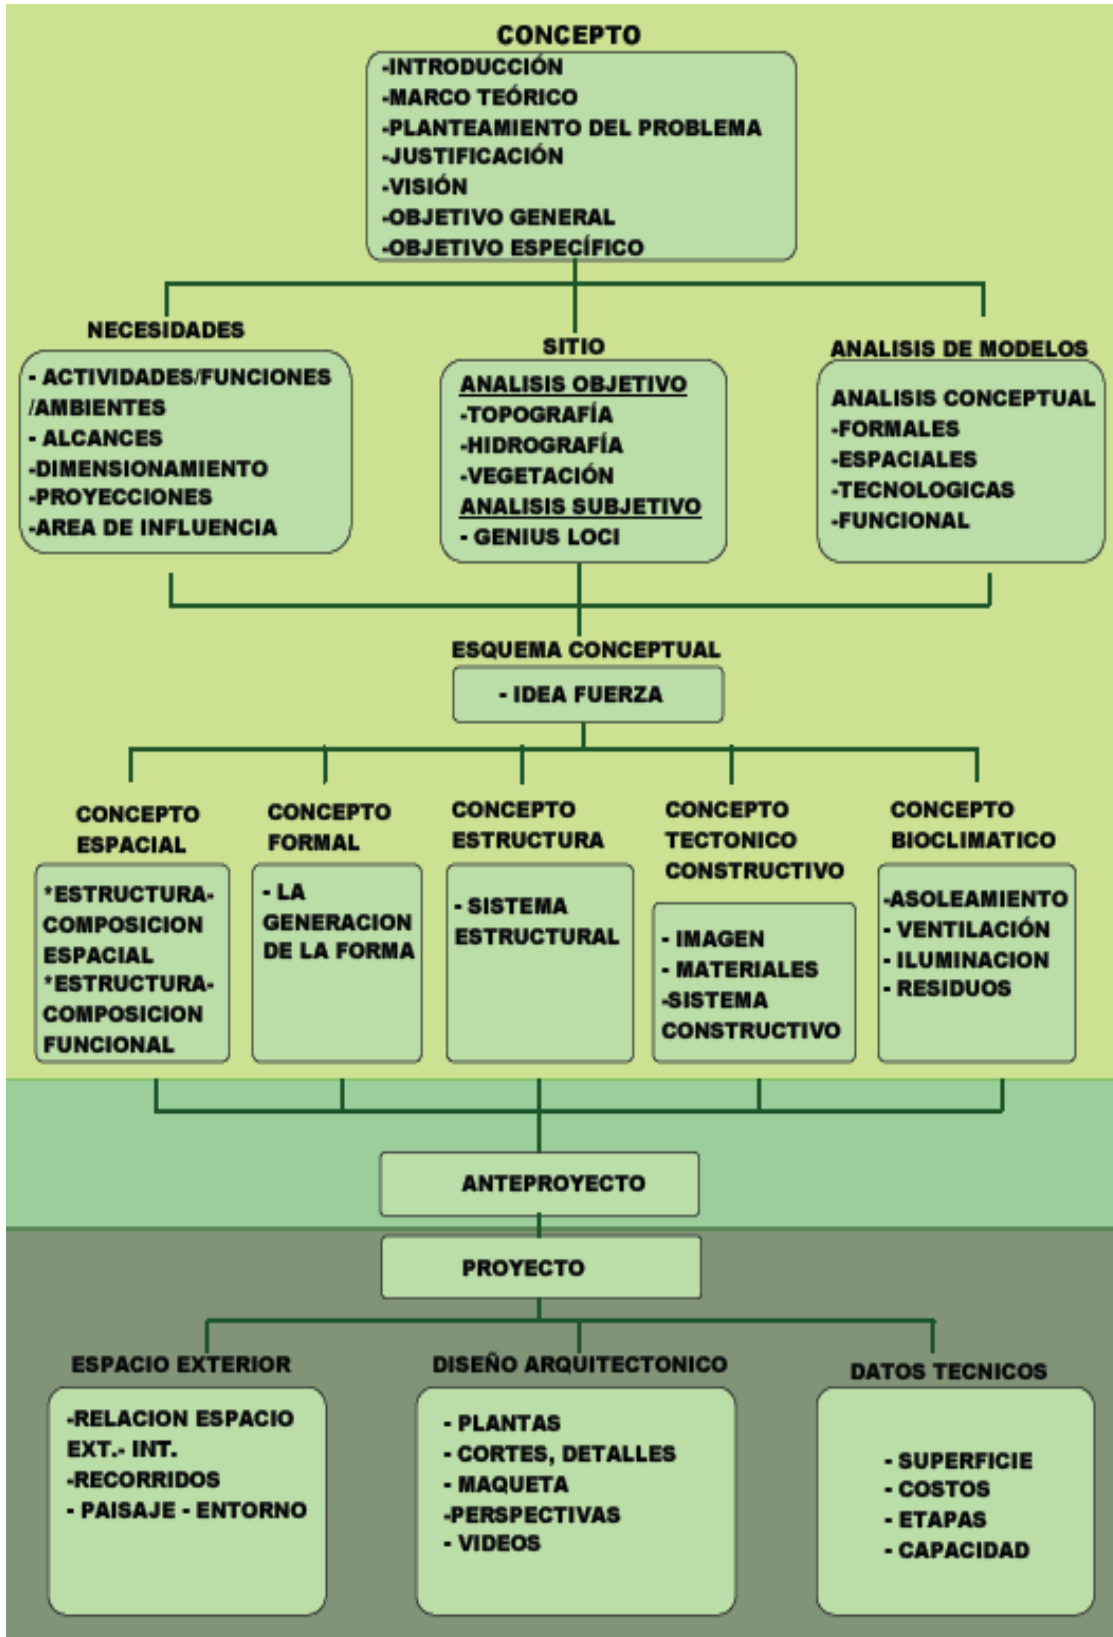 CONCEPTO
-INTRODUCCIÓN
-MARCO TEÓRICO
-PLANTEAMIENTO DEL PROBLEMA
-JUSTIFICACIÓN
-VISIÓN
-OBJETIVO GENERAL
-OBJETIVO ESPECÍFICO
NECESIDADES
- ACTIVIDADES/FUNCIONES
/AMBIENTES
- ALCANCES
-DIMENSIONAMIENTO
-PROYECCIONES
-AREA DE INFLUENCIA
SITIO
ANALISIS OBJETIVO
-TOPOGRAFÍA
-HIDROGRAFÍA
-VEGETACIÓN
ANALISIS SUBJETIVO
- GENIUS LOCI
ANALISIS DE MODELOS
ANALISIS CONCEPTUAL
-FORMALES
-ESPACIALES
-TECNOLOGICAS
-FUNCIONAL
ESQUEMA CONCEPTUAL
- IDEA FUERZA
CONCEPTO
ESPACIAL
*ESTRUCTURA-
COMPOSICION
ESPACIAL
*ESTRUCTURA-
COMPOSICION
FUNCIONAL
CONCEPTO
FORMAL
- LA
GENERACION
DE LA FORMA
CONCEPTO
ESTRUCTURA
- SISTEMA
ESTRUCTURAL
CONCEPTO
TECTONICO
CONSTRUCTIVO
- IMAGEN
- MATERIALES
-SISTEMA
CONSTRUCTIVO
CONCEPTO
BIOCLIMATICO
-ASOLEAMIENTO
- VENTILACIÓN
- ILUMINACION
- RESIDUOS
ANTEPROYECTO
PROYECTO
ESPACIO EXTERIOR
-RELACION ESPACIO
EXT.- INT.
-RECORRIDOS
- PAISAJE - ENTORNO
DISEÑO ARQUITECTONICO
- PLANTAS
- CORTES, DETALLES
- MAQUETA
-PERSPECTIVAS
- VIDEOS
DATOS TECNICOS
- SUPERFICIE
- COSTOS
- ETAPAS
- CAPACIDAD